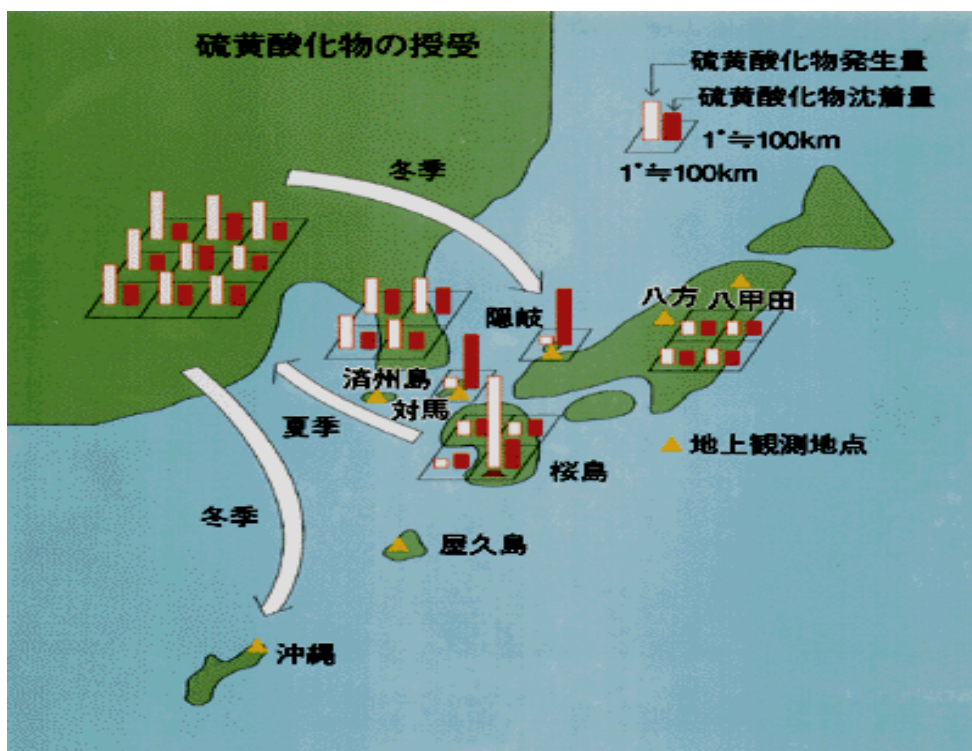 硫黄酸化物の授受
硫黄酸化物発生量
硫黄酸化物沈着量
1°≒100km
1°≒100km
冬季
隠岐
八方
八甲田
済州島
対馬
夏季
地上観測地点
桜島
冬季
屋久島
沖縄